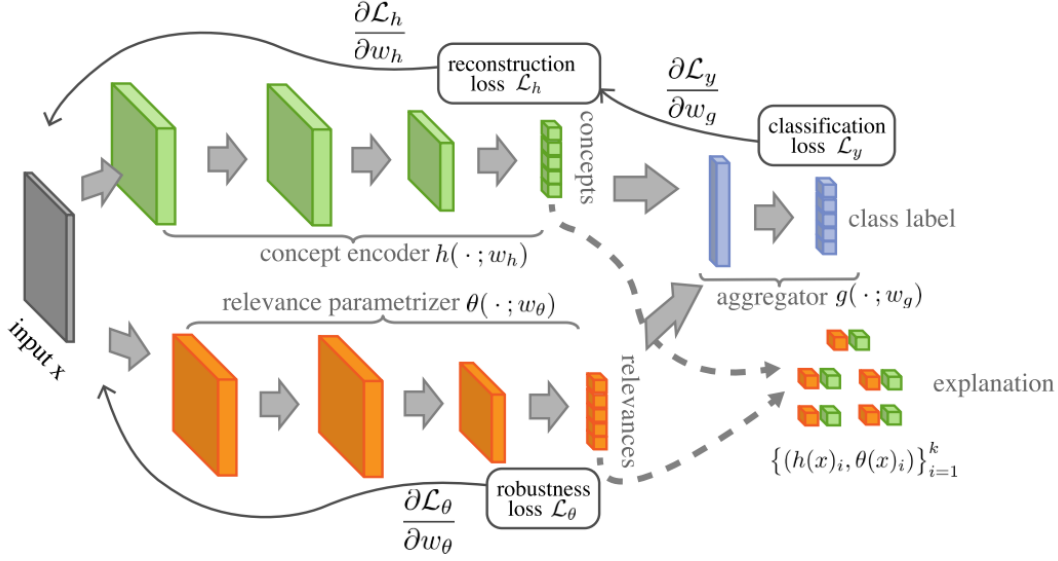 ∂ℒ_h / ∂w_h
reconstruction
loss ℒ_h
∂ℒ_y / ∂w_g
classification
loss ℒ_y
concepts
class label
concept encoder h( · ; w_h)
aggregator g( · ; w_g)
relevance parametrizer θ( · ; w_θ)
input x
relevances
explanation
{(h(x)_i, θ(x)_i)}_{i=1}^k
robustness
loss ℒ_θ
∂ℒ_θ / ∂w_θ